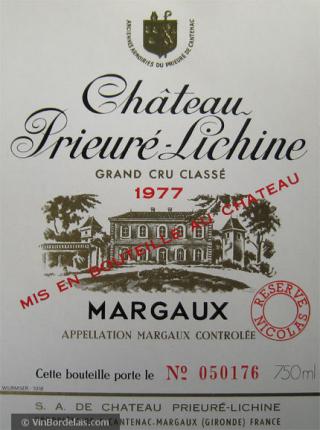 ANCIENNES ARMOIRIES DU PRIEURÉ DE CANTENAC
Château
Prieuré-Lichine
GRAND CRU CLASSÉ
1977
MIS EN BOUTEILLE AU CHATEAU
MARGAUX
RÉSERVE
NICOLAS
APPELLATION MARGAUX CONTROLÉE
Cette bouteille porte le Nº 050176 750ml
S. A. DE CHATEAU PRIEURÉ-LICHINE
CANTENAC-MARGAUX (GIRONDE) FRANCE
© VinBordelais.com